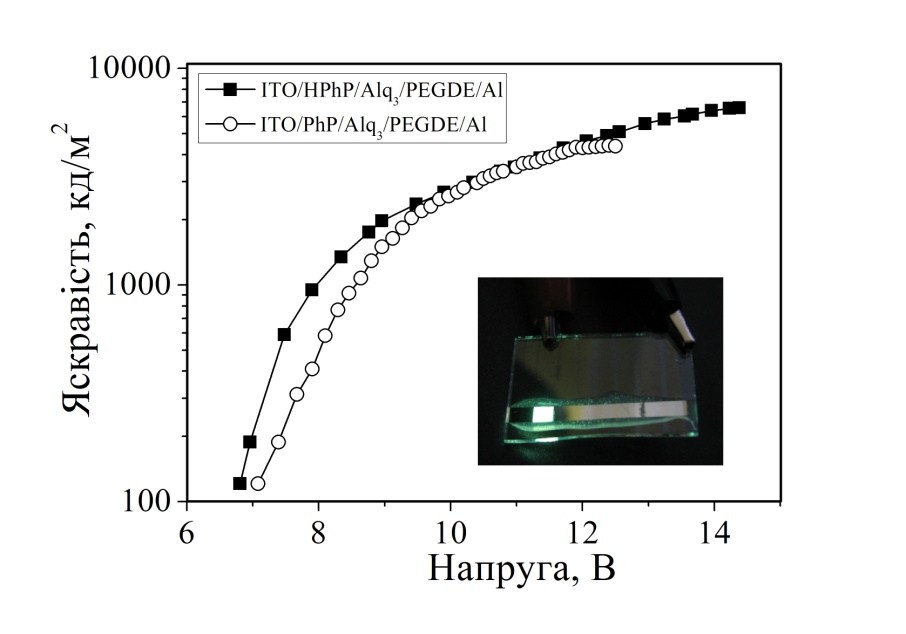 10000
1000
100
Яскравість, кд/м²
ITO/HPhP/Alq₃/PEGDE/Al
ITO/PhP/Alq₃/PEGDE/Al
6 8 10 12 14
Напруга, В